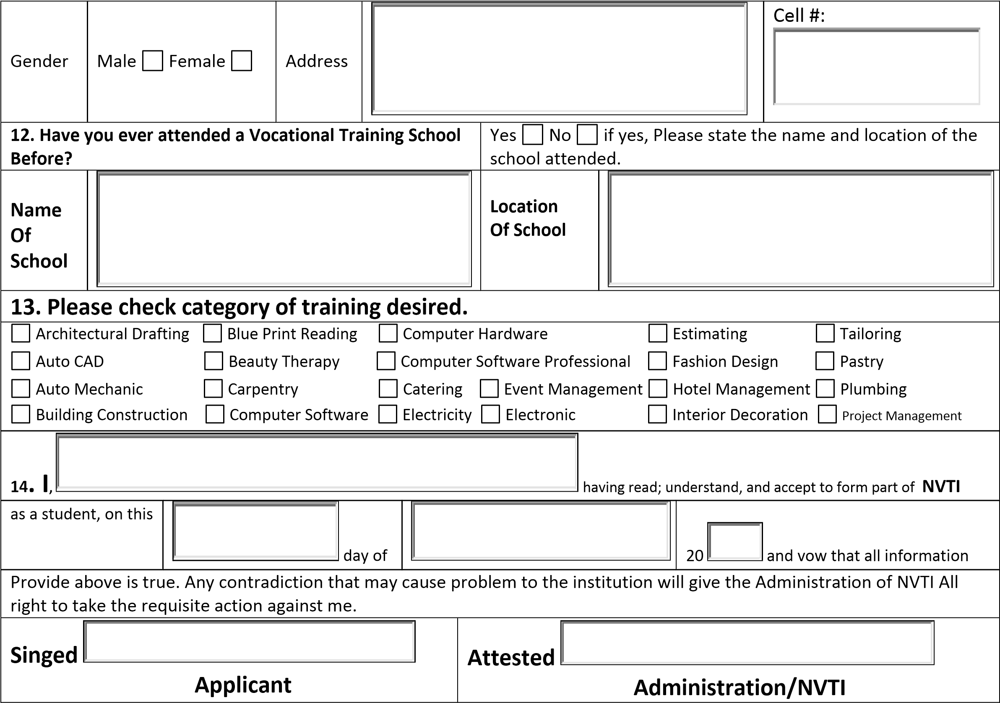 Gender Male Female Address Cell #:
12. Have you ever attended a Vocational Training School
Before?
Yes No if yes, Please state the name and location of the
school attended.
Name
Of
School
Location
Of School
13. Please check category of training desired.
Architectural Drafting Blue Print Reading Computer Hardware Estimating Tailoring
Auto CAD Beauty Therapy Computer Software Professional Fashion Design Pastry
Auto Mechanic Carpentry Catering Event Management Hotel Management Plumbing
Building Construction Computer Software Electricity Electronic Interior Decoration Project Management
14. I, having read; understand, and accept to form part of NVTI
as a student, on this day of 20 and vow that all information
Provide above is true. Any contradiction that may cause problem to the institution will give the Administration of NVTI All
right to take the requisite action against me.
Singed Attested
Applicant Administration/NVTI